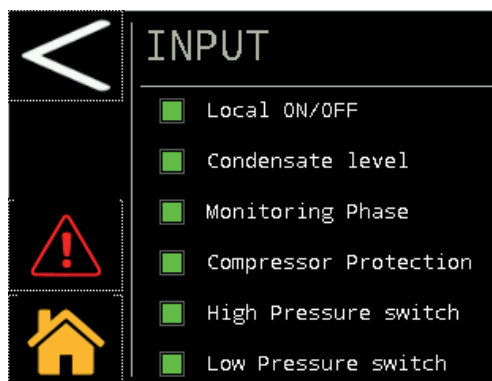 INPUT
Local ON/OFF
Condensate level
Monitoring Phase
Compressor Protection
High Pressure switch
Low Pressure switch